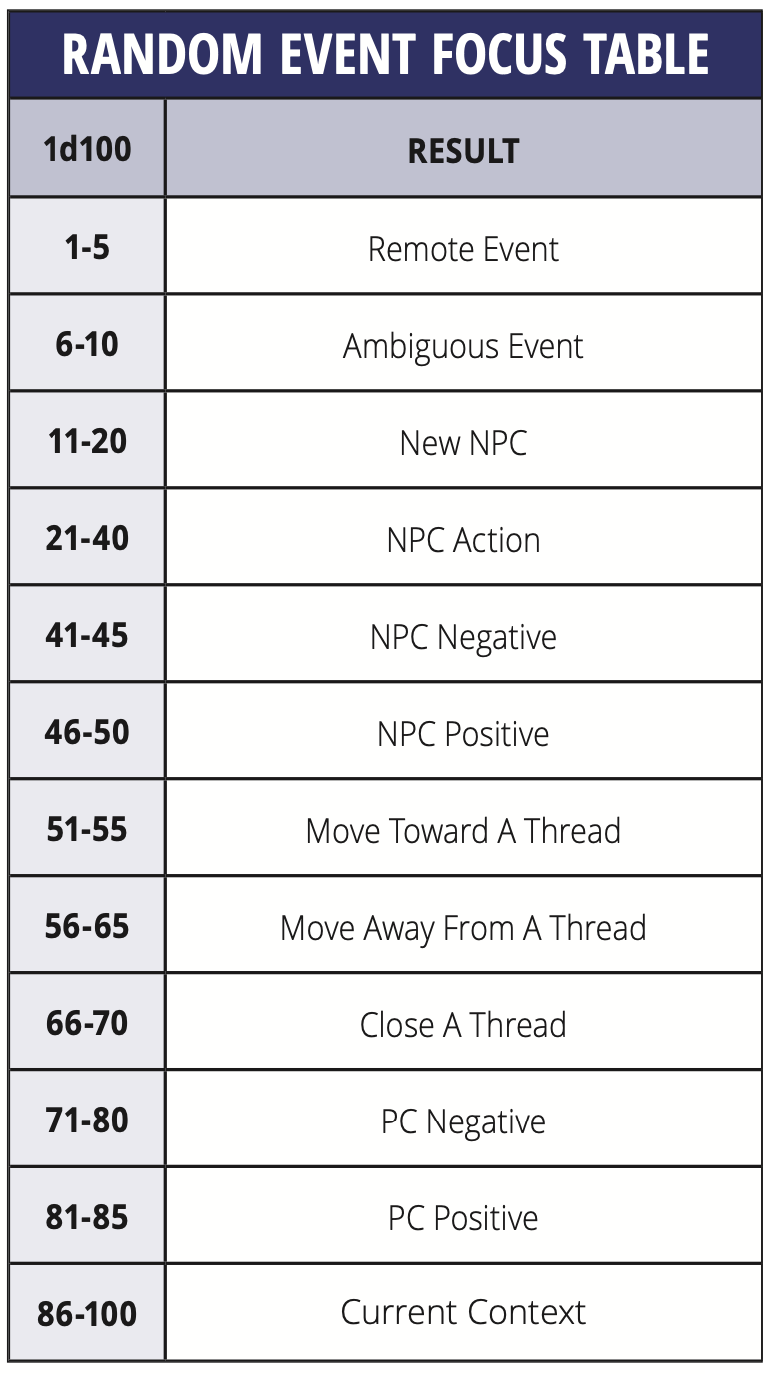 RANDOM EVENT FOCUS TABLE
1d100 RESULT
1-5 Remote Event
6-10 Ambiguous Event
11-20 New NPC
21-40 NPC Action
41-45 NPC Negative
46-50 NPC Positive
51-55 Move Toward A Thread
56-65 Move Away From A Thread
66-70 Close A Thread
71-80 PC Negative
81-85 PC Positive
86-100 Current Context